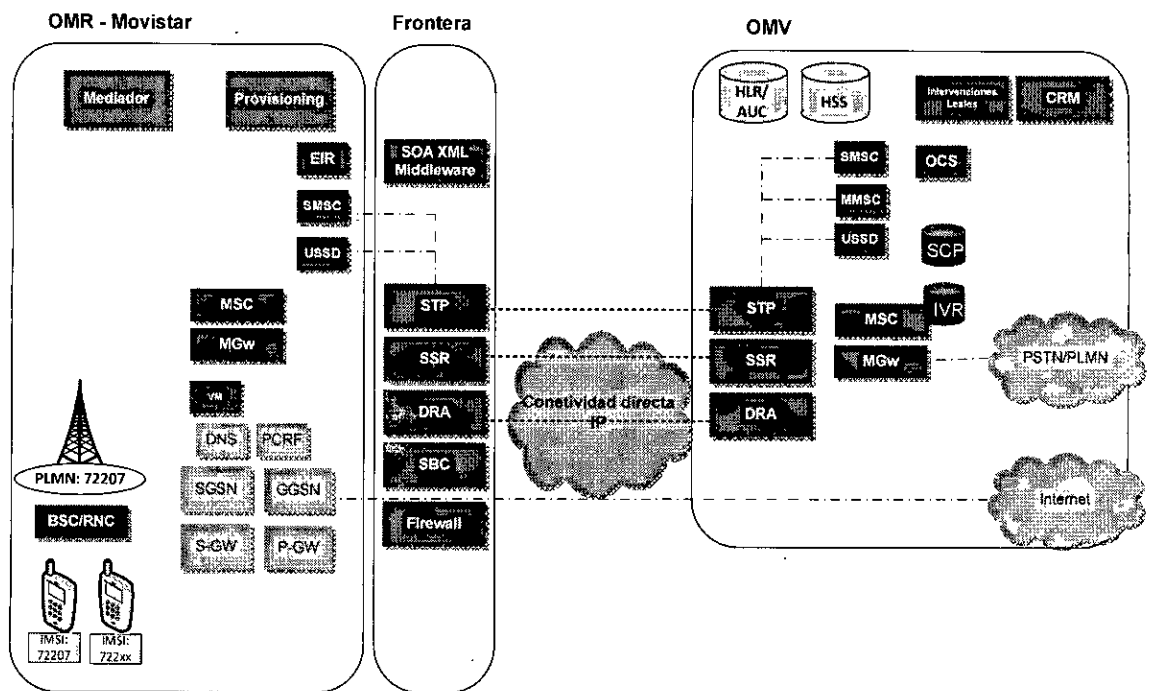 OMR - Movistar
Frontera
OMV
Mediador
Provisioning
EIR
SMSC
USSD
MSC
MGw
VM
DNS
PCRF
SGSN
GGSN
S-GW
P-GW
PLMN: 72207
BSC/RNC
IMSI:
72207
IMSI:
722xx
SOA XML
Middleware
STP
SSR
DRA
SBC
Firewall
Conetividad directa
IP
HLR/
AUC
HSS
Intervenciones
Legales
CRM
SMSC
OCS
MMSC
USSD
SCP
STP
MSC
IVR
SSR
MGw
DRA
PSTN/PLMN
Internet